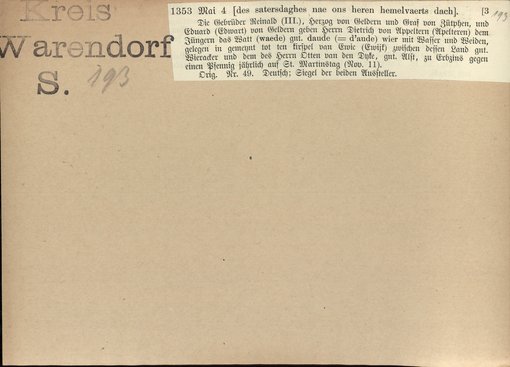 Kreis
Warendorf
S. 193
1353 Mai 4 [des satersdaghes nae ons heren hemelvaerts dach]. [3
193
Die Gebrüder Reinald (III.), Herzog von Geldern und Graf von Zütphen, und
Eduard (Edwart) von Geldern geben Herrn Dietrich von Appeltern (Apelteren) dem
Jüngern das Watt (waede) gnt. daude (= d'aude) wier mit Wasser und Weiden,
gelegen in gemeynt tot ten kirspel van Ewic (Ewijk) zwischen dessen Land gnt.
Wieracker und dem des Herrn Otten van den Dyke, gnt. Alst, zu Erbzins gegen
einen Pfennig jährlich auf St. Martinstag (Nov. 11).
Orig. Nr. 49. Deutsch; Siegel der beiden Aussteller.